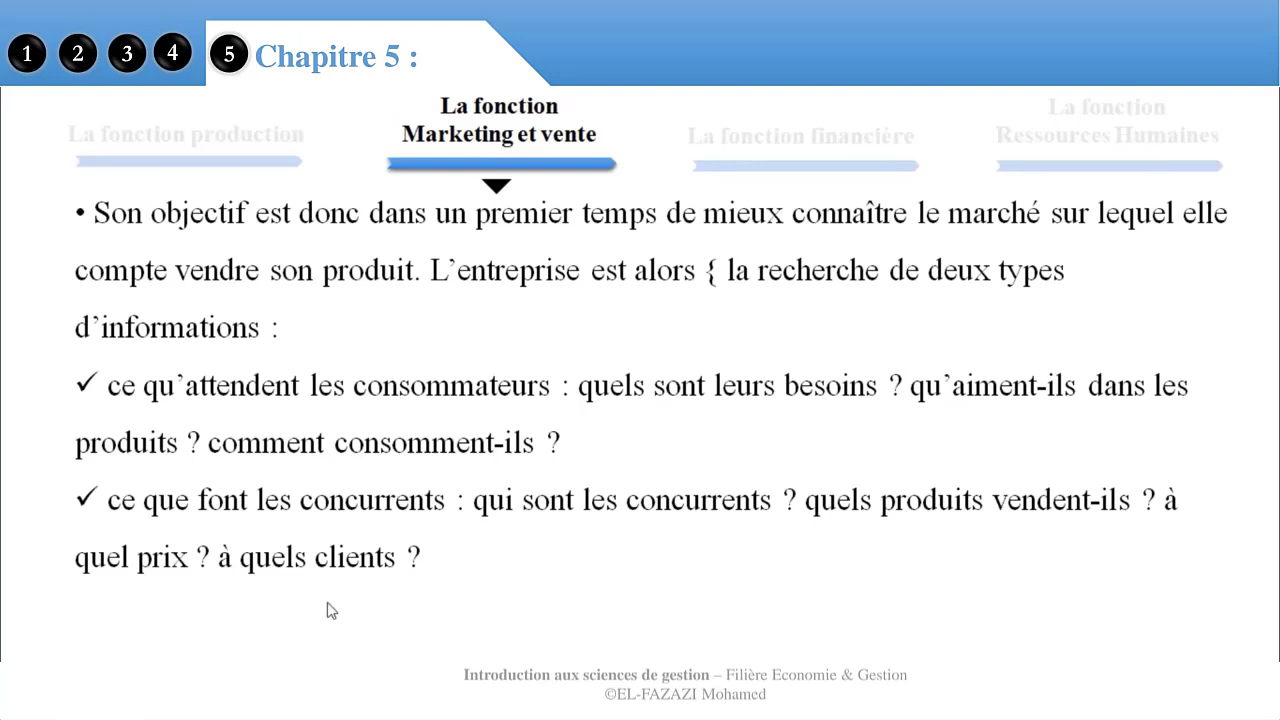 1 2 3 4 5 Chapitre 5 :
La fonction production
La fonction
Marketing et vente
La fonction financière
La fonction
Ressources Humaines
• Son objectif est donc dans un premier temps de mieux connaître le marché sur lequel elle
compte vendre son produit. L’entreprise est alors { la recherche de deux types
d’informations :
✓ ce qu’attendent les consommateurs : quels sont leurs besoins ? qu’aiment-ils dans les
produits ? comment consomment-ils ?
✓ ce que font les concurrents : qui sont les concurrents ? quels produits vendent-ils ? à
quel prix ? à quels clients ?
Introduction aux sciences de gestion – Filière Economie & Gestion
©EL-FAZAZI Mohamed